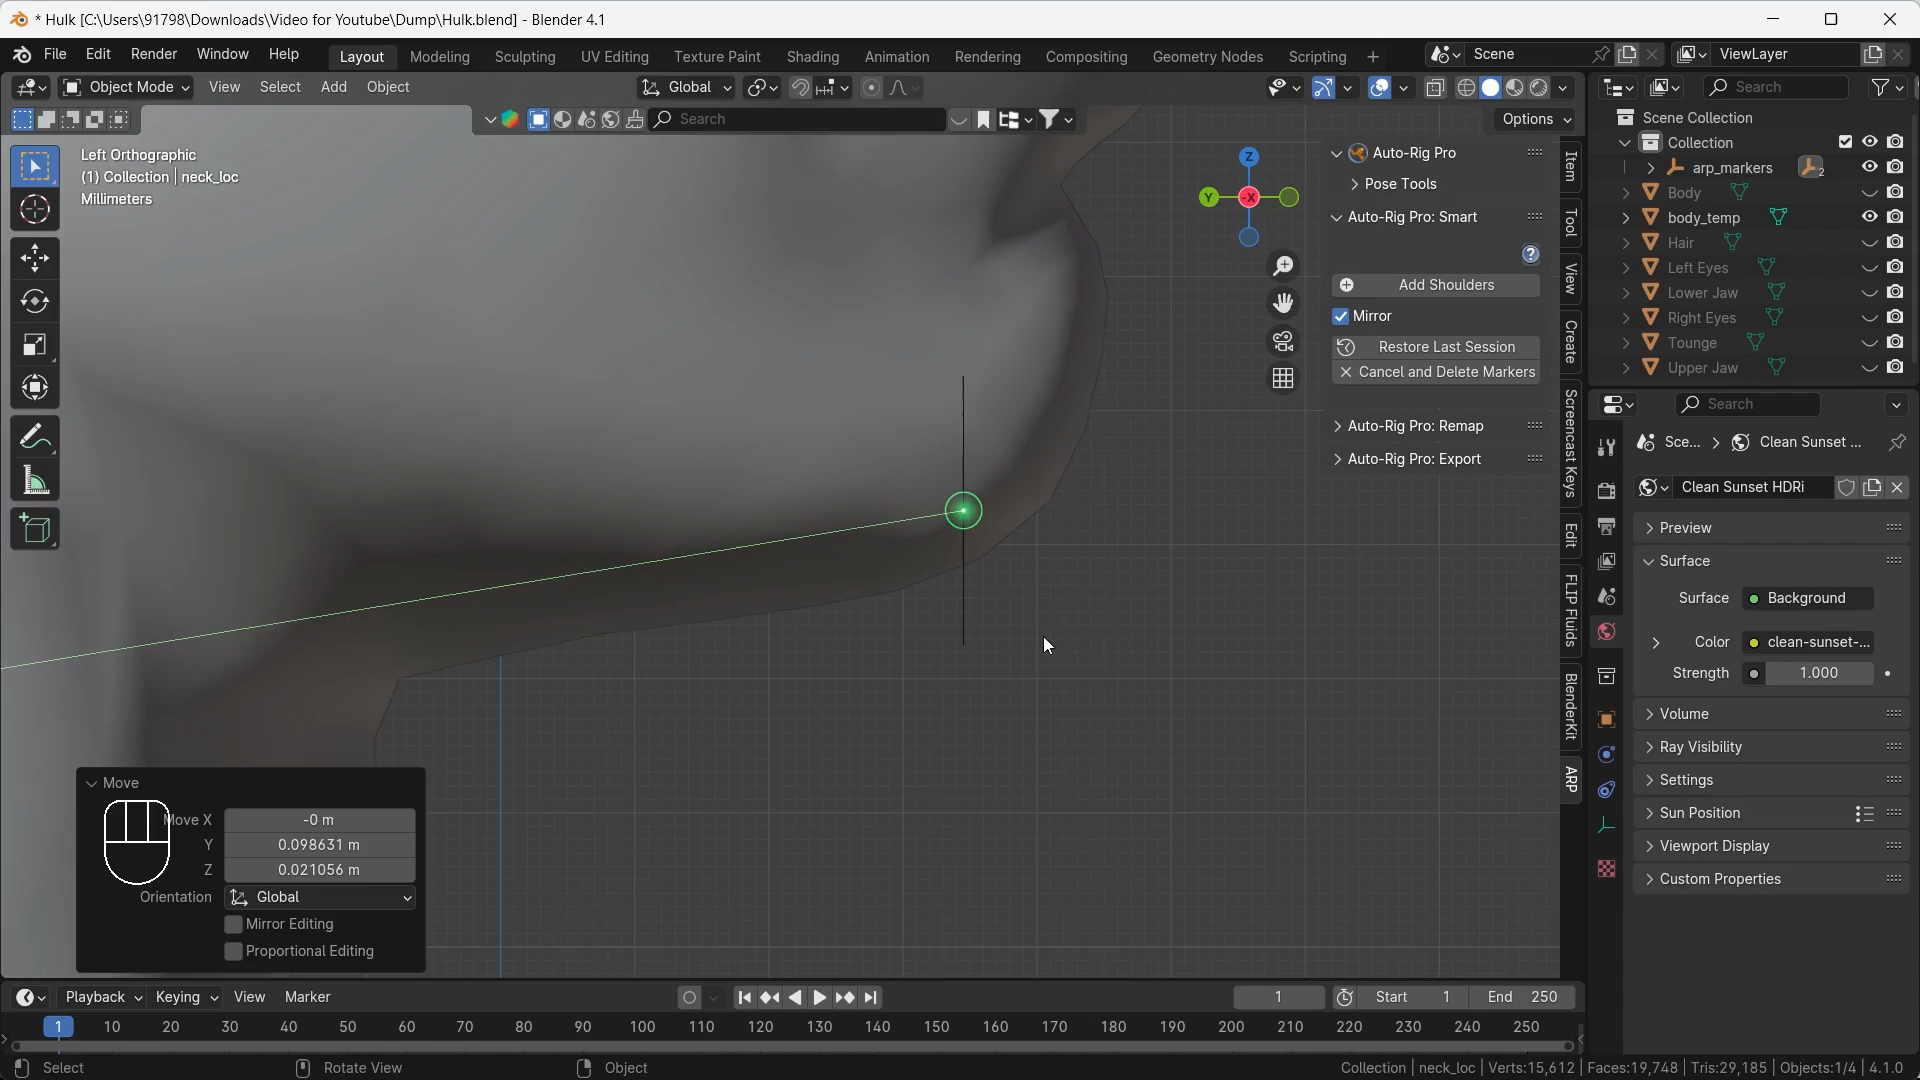 * Hulk [C:\Users\91798\Downloads\Video for Youtube\Dump\Hulk.blend] - Blender 4.1
File Edit Render Window Help Layout Modeling Sculpting UV Editing Texture Paint Shading Animation Rendering Compositing Geometry Nodes Scripting + Scene ViewLayer
Object Mode View Select Add Object Global Search
Search Options
Left Orthographic
(1) Collection | neck_loc
Millimeters
Z
Y
-X
Auto-Rig Pro
Pose Tools
Auto-Rig Pro: Smart
?
Add Shoulders
Mirror
Restore Last Session
Cancel and Delete Markers
Auto-Rig Pro: Remap
Auto-Rig Pro: Export
Item
Tool
View
Create
Screencast Keys
Edit
FLIP Fluids
BlenderKit
ARP
Scene Collection
Collection
arp_markers 2
Body
body_temp
Hair
Left Eyes
Lower Jaw
Right Eyes
Tounge
Upper Jaw
Search
Sce... Clean Sunset ...
Clean Sunset HDRi
Preview
Surface
Surface Background
Color clean-sunset-...
Strength 1.000
Volume
Ray Visibility
Settings
Sun Position
Viewport Display
Custom Properties
Move
Move X -0 m
Y 0.098631 m
Z 0.021056 m
Orientation Global
Mirror Editing
Proportional Editing
Playback Keying View Marker 1 Start 1 End 250
1 10 20 30 40 50 60 70 80 90 100 110 120 130 140 150 160 170 180 190 200 210 220 230 240 250
Select Rotate View Object Collection | neck_loc | Verts:15,612 | Faces:19,748 | Tris:29,185 | Objects:1/4 | 4.1.0